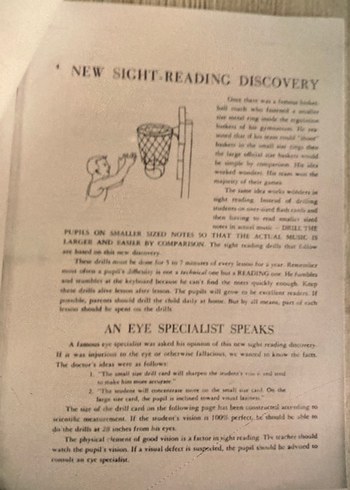 NEW SIGHT-READING DISCOVERY
Once there was a famous basket-
ball coach who fastened a smaller
size metal ring inside the regulation
baskets of his gymnasium. He
that if his team could "shoot"
baskets in the small size rings then
the large official size baskets would
be simple by comparison. His idea
worked wonders. His team won the
majority of their games.
The same idea works wonders in
sight reading. Instead of drilling
students on over-sized flash cards and
then having to read smaller sized
notes in actual music - DRILL THE
PUPILS ON SMALLER SIZED NOTES SO THAT THE ACTUAL MUSIC IS
LARGER AND EASIER BY COMPARISON. The sight reading drills that follow
are based on this new discovery.
These drills must be done for 5 to 7 minutes of every lesson for a year. Remember
most often a pupil's difficulty is not a technical one but a READING one. He fumbles
and stumbles at the keyboard because he can't find the notes quickly enough. Keep
these drills alive lesson after lesson. The pupils will grow to be excellent readers. If
possible, parents should drill the child daily at home. But by all means, part of each
lesson should be spent on the drills.
AN EYE SPECIALIST SPEAKS
A famous eye specialist was asked his opinion of this new sight reading discovery.
If it was injurious to the eye or otherwise fallacious, we wanted to know the facts.
The doctor's ideas were as follows:
1. "The small size drill card will sharpen the student's and tend
to make him more accurate."
2. "The student will concentrate more on the small size card. On the
large size card, the pupil is inclined toward visual laziness."
The size of the drill card on the following page has been constructed according to
scientific measurement. If the student's vision is 100% perfect, he should be able to
do the drills at 28 inches from his eyes.
The physical element of good vision is a factor in sight reading. The teacher should
watch the pupil's vision. If a visual defect is suspected, the pupil should be advised to
consult an eye specialist.